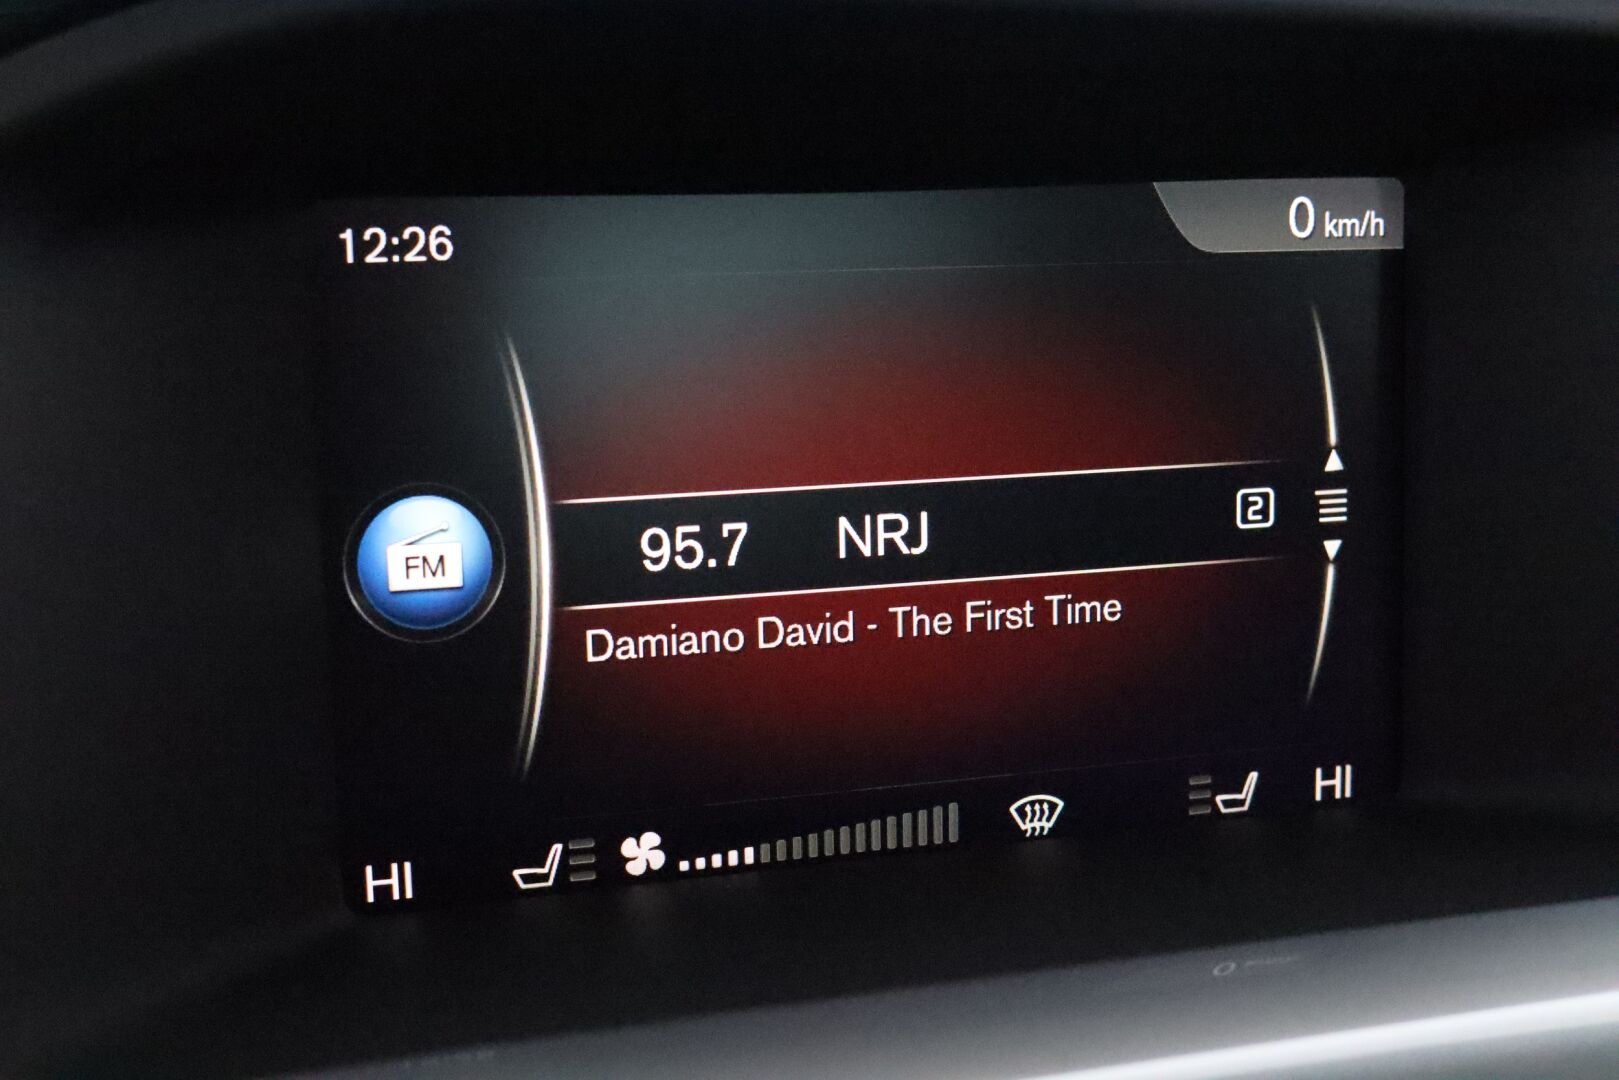 12:26
0 km/h
FM
95.7 NRJ 2
Damiano David - The First Time
HI
HI